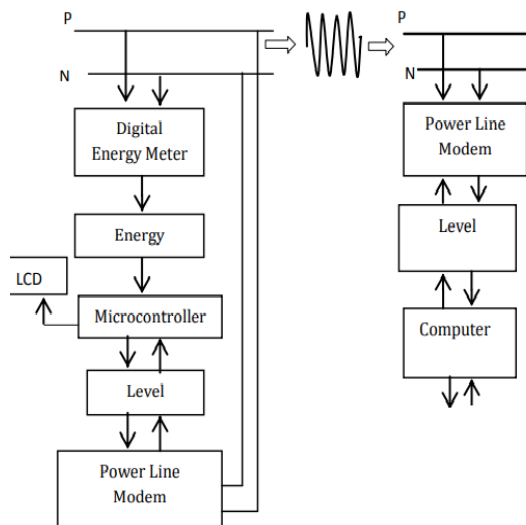 P
N
Digital
Energy Meter
Energy
LCD
Microcontroller
Level
Power Line
Modem
P
N
Power Line
Modem
Level
Computer